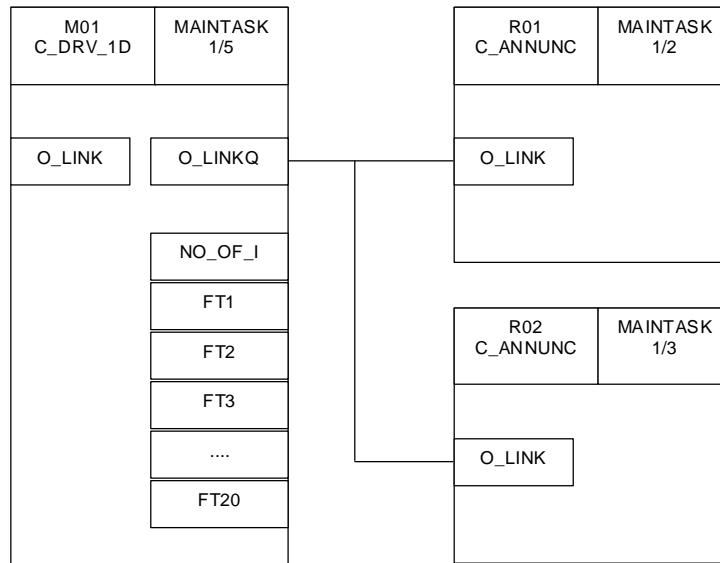 M01
C_DRV_1D
MAINTASK
1/5
O_LINK
O_LINKQ
NO_OF_I
FT1
FT2
FT3
....
FT20
R01
C_ANNUNC
MAINTASK
1/2
O_LINK
R02
C_ANNUNC
MAINTASK
1/3
O_LINK